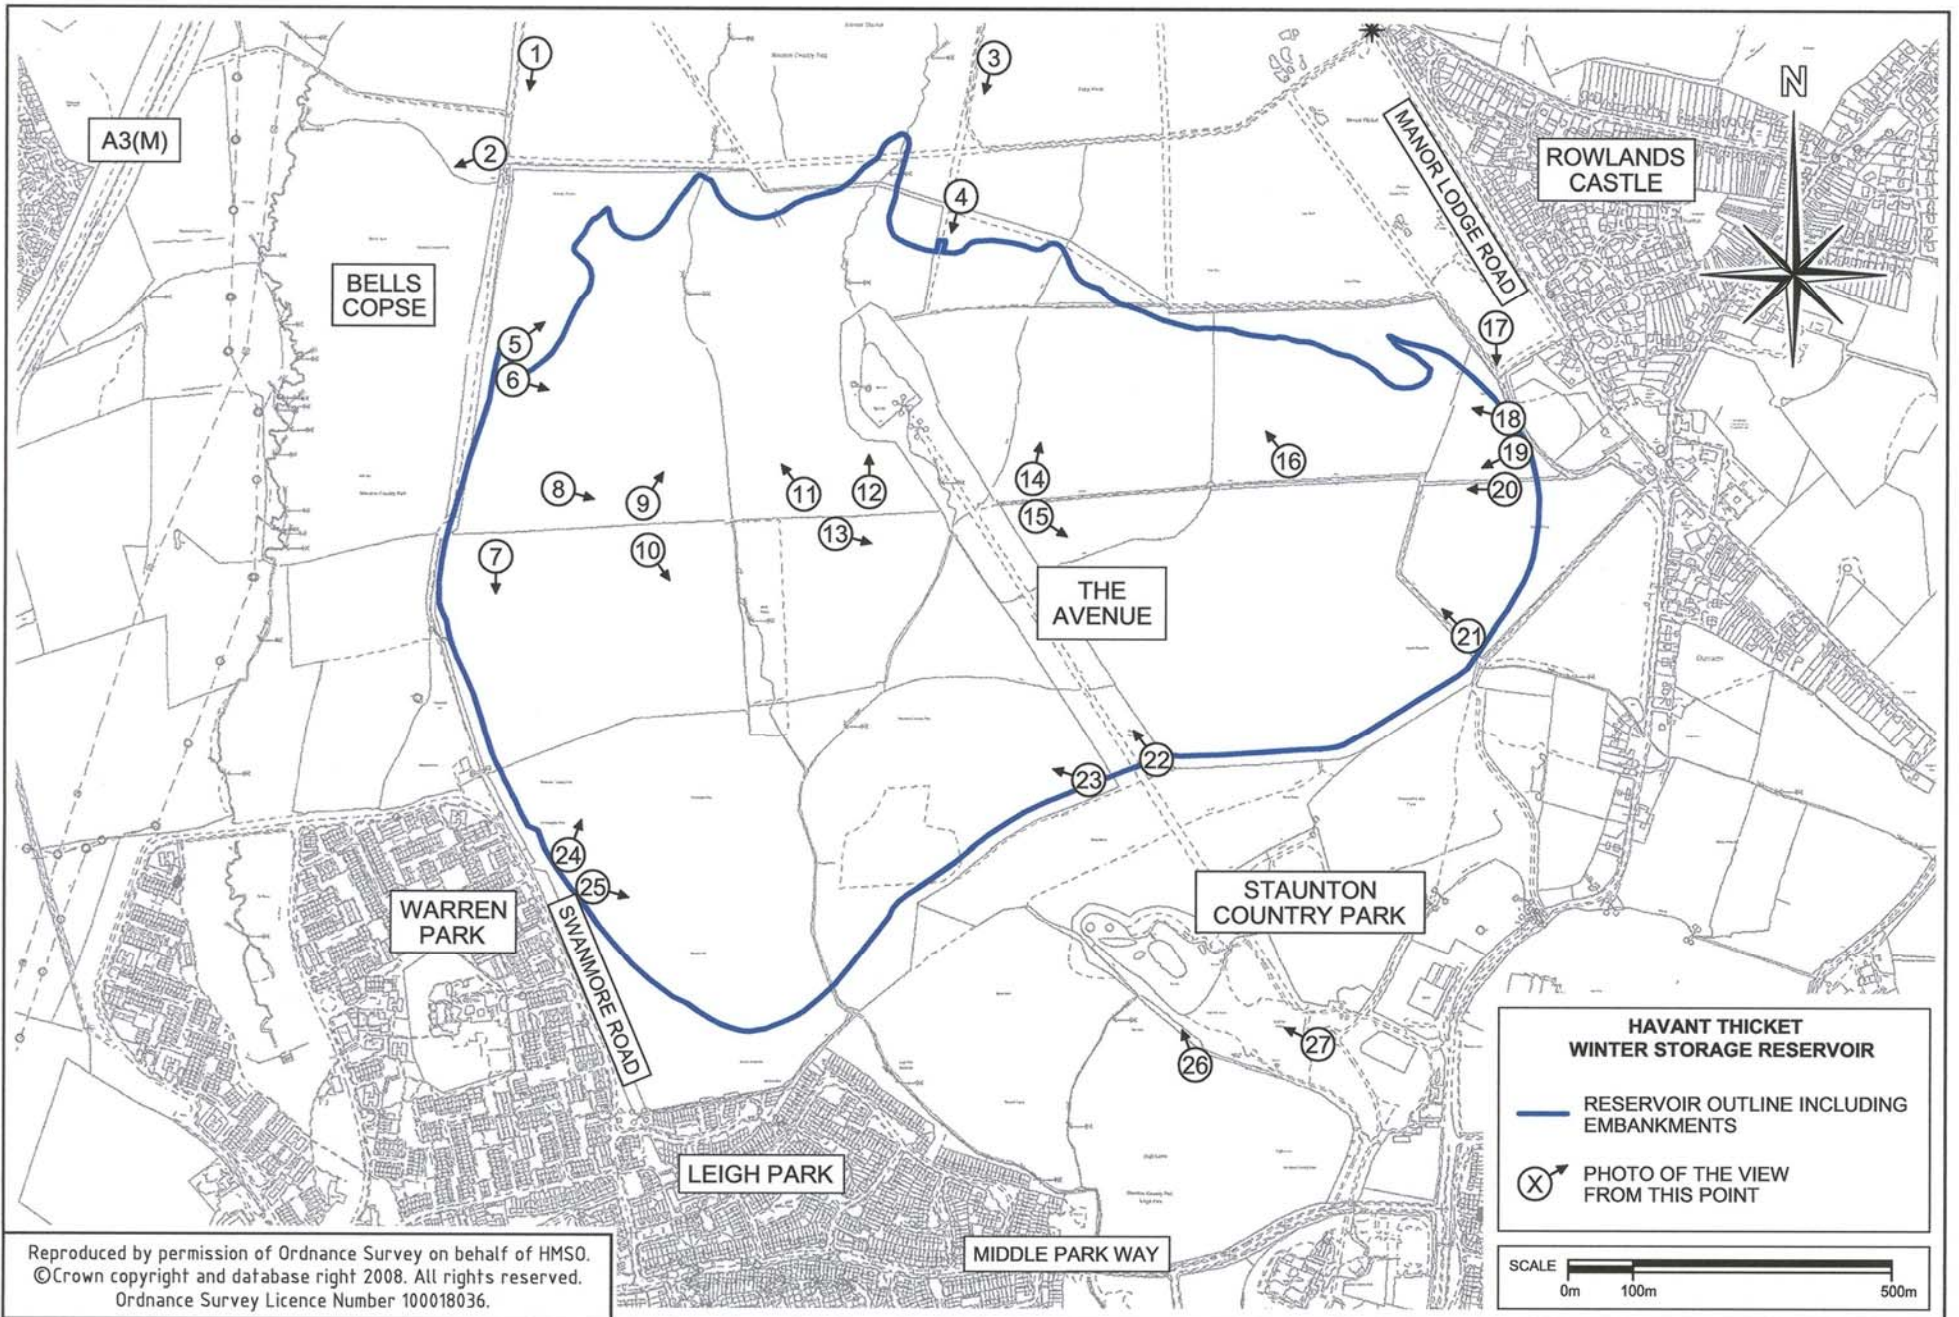 1
3
A3(M)
2
MANOR LODGE ROAD
ROWLANDS
CASTLE
N
4
BELLS
COPSE
5
6
17
18
19
20
16
14
15
8
9
11
12
13
10
7
THE
AVENUE
21
22
23
24
25
WARREN
PARK
SWANMORE ROAD
STAUNTON
COUNTRY PARK
26
27
LEIGH PARK
MIDDLE PARK WAY
HAVANT THICKET
WINTER STORAGE RESERVOIR
RESERVOIR OUTLINE INCLUDING
EMBANKMENTS
X
PHOTO OF THE VIEW
FROM THIS POINT
SCALE
0m 100m 500m
Reproduced by permission of Ordnance Survey on behalf of HMSO.
©Crown copyright and database right 2008. All rights reserved.
Ordnance Survey Licence Number 100018036.